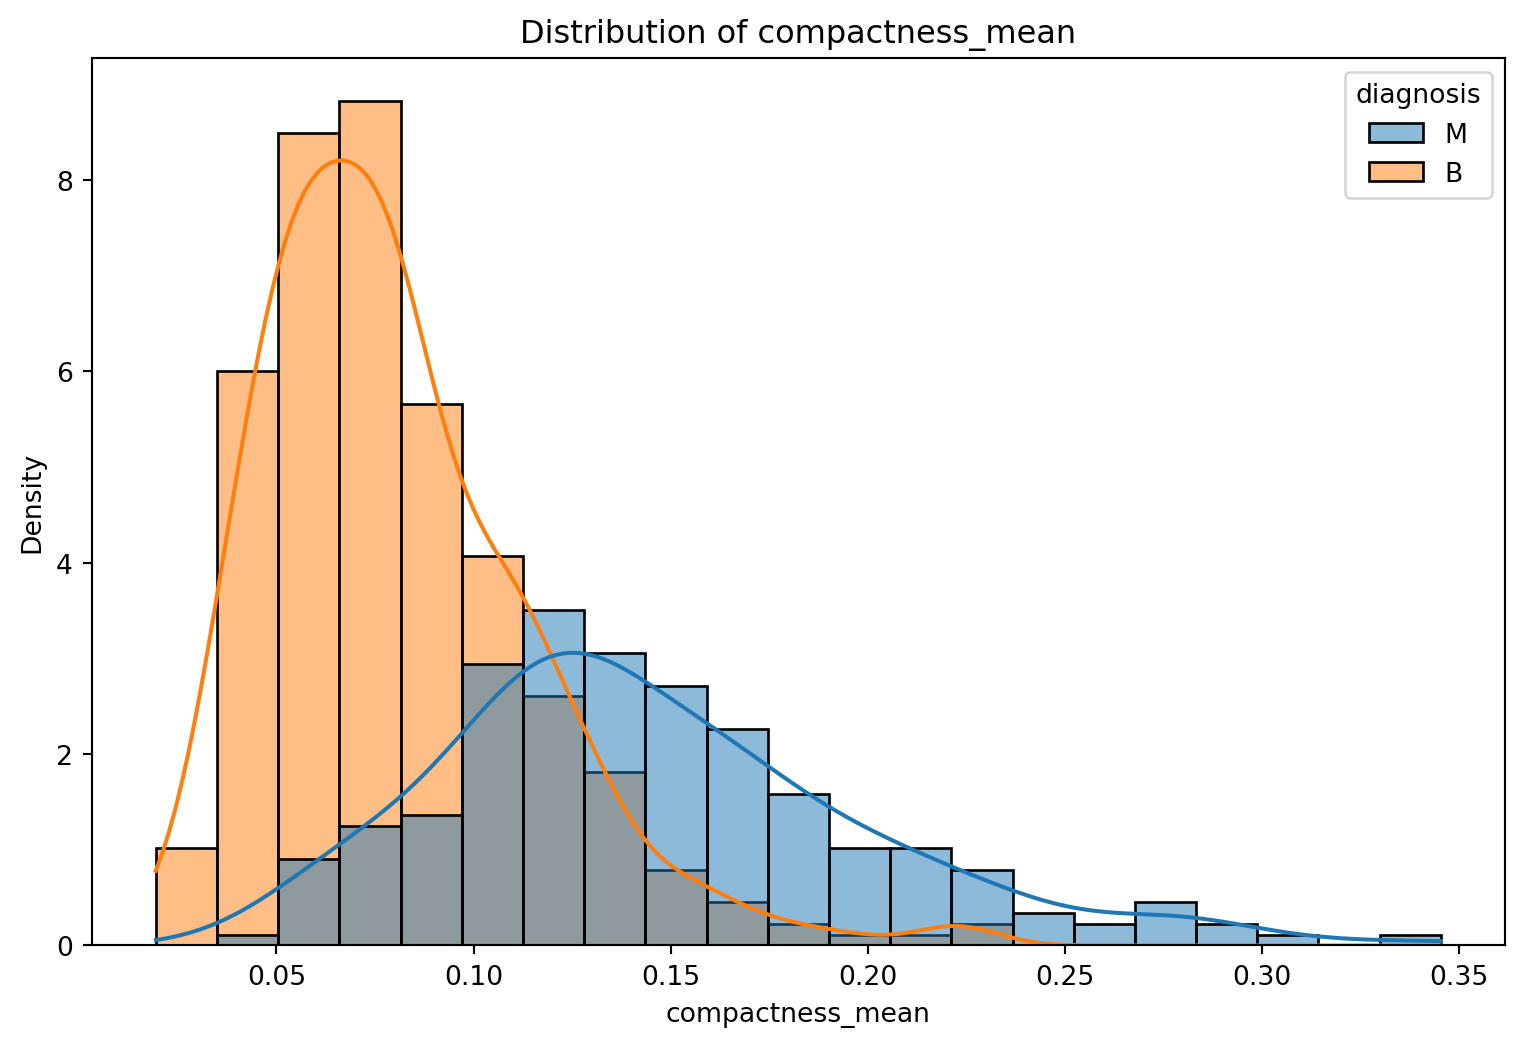 Distribution of compactness_mean
diagnosis
M
B
8
6
4
2
0
Density
0.05 0.10 0.15 0.20 0.25 0.30 0.35
compactness_mean